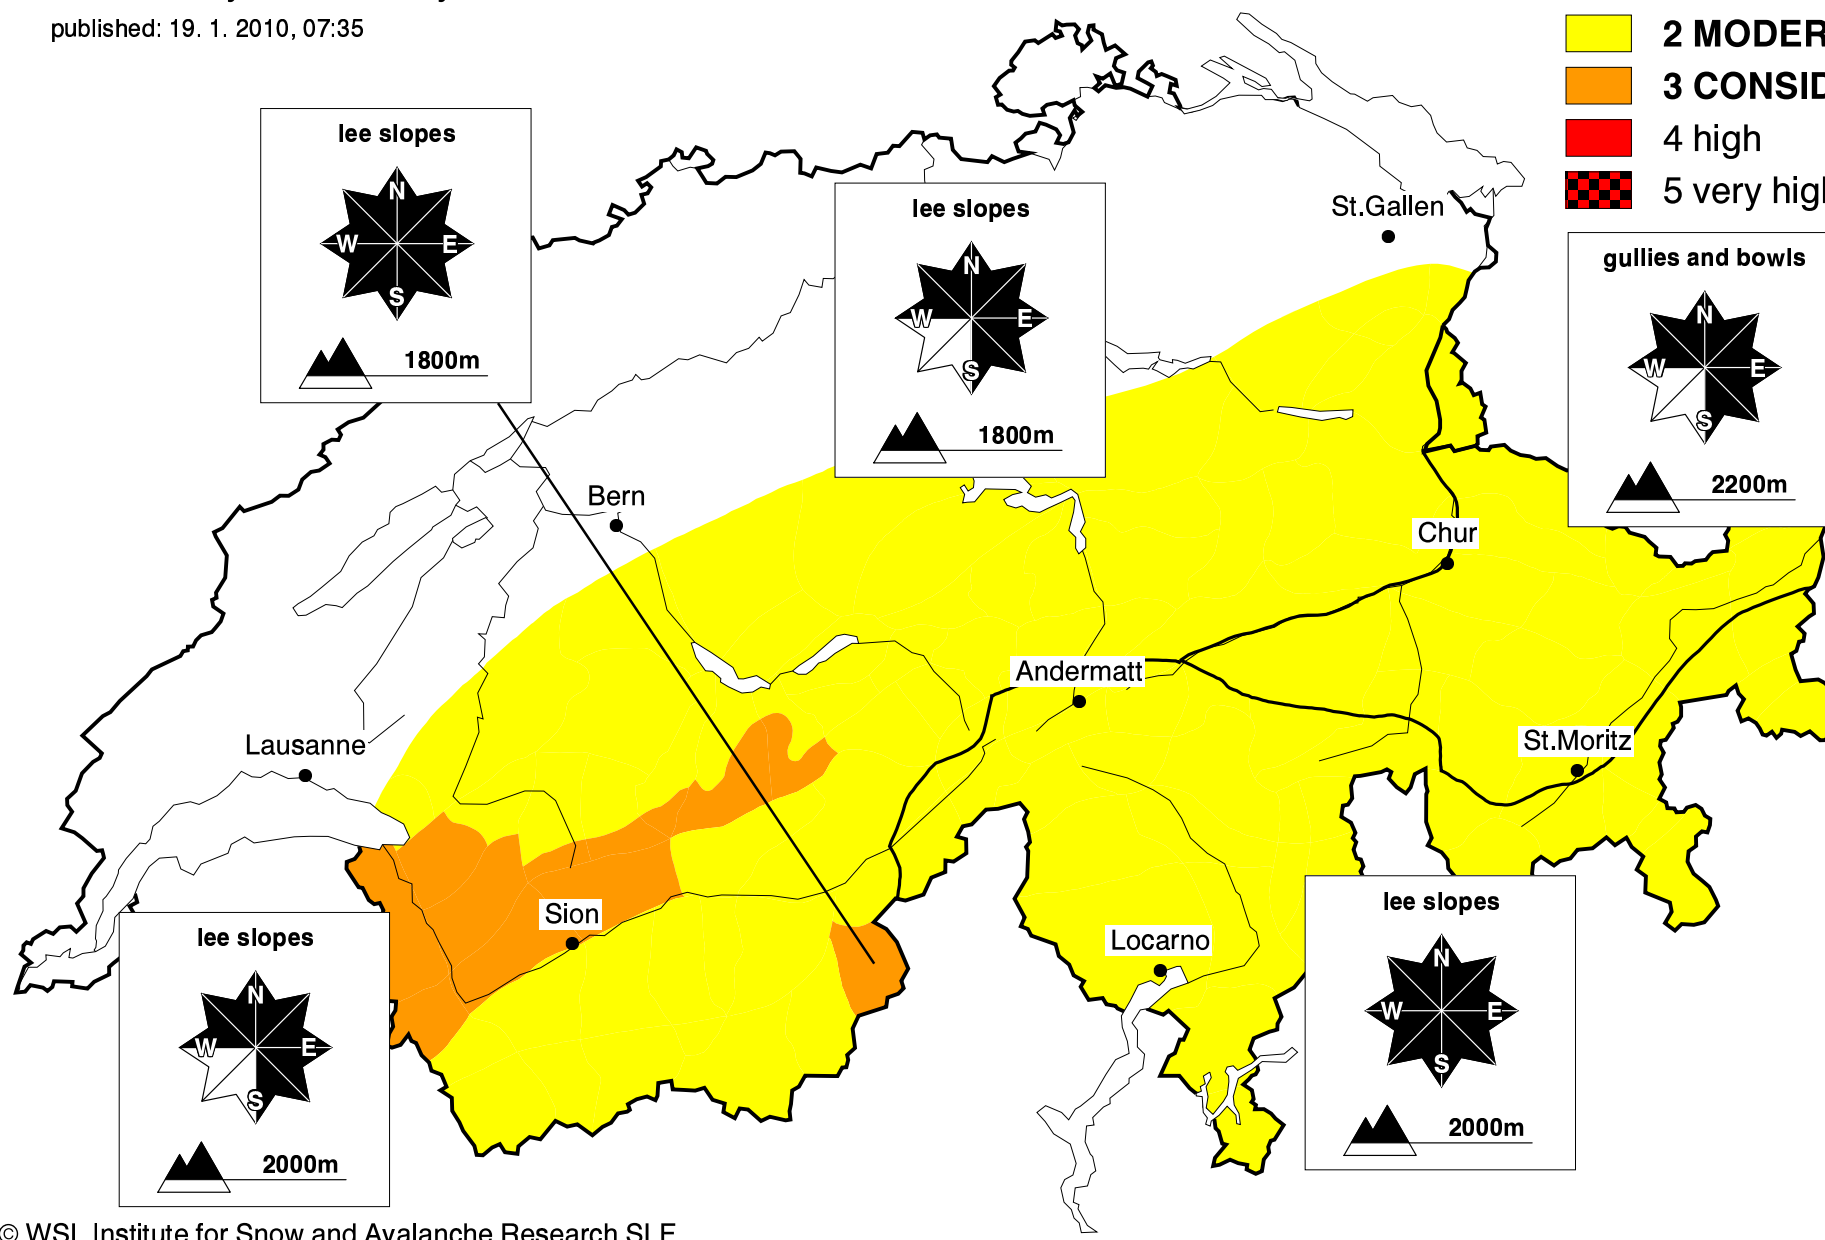 published: 19. 1. 2010, 07:35
2 MODER
3 CONSID
4 high
5 very high
lee slopes
N
W E
S
1800m
lee slopes
N
W E
S
1800m
St.Gallen
gullies and bowls
N
W E
S
2200m
Bern
Chur
Andermatt
St.Moritz
Lausanne
Sion
Locarno
lee slopes
N
W E
S
2000m
lee slopes
N
W E
S
2000m
© WSL Institute for Snow and Avalanche Research SLF